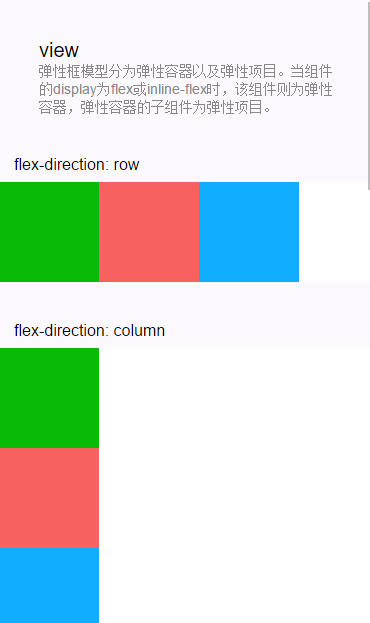 view
弹性框模型分为弹性容器以及弹性项目。当组件
的display为flex或inline-flex时，该组件则为弹性
容器，弹性容器的子组件为弹性项目。
flex-direction: row
flex-direction: column